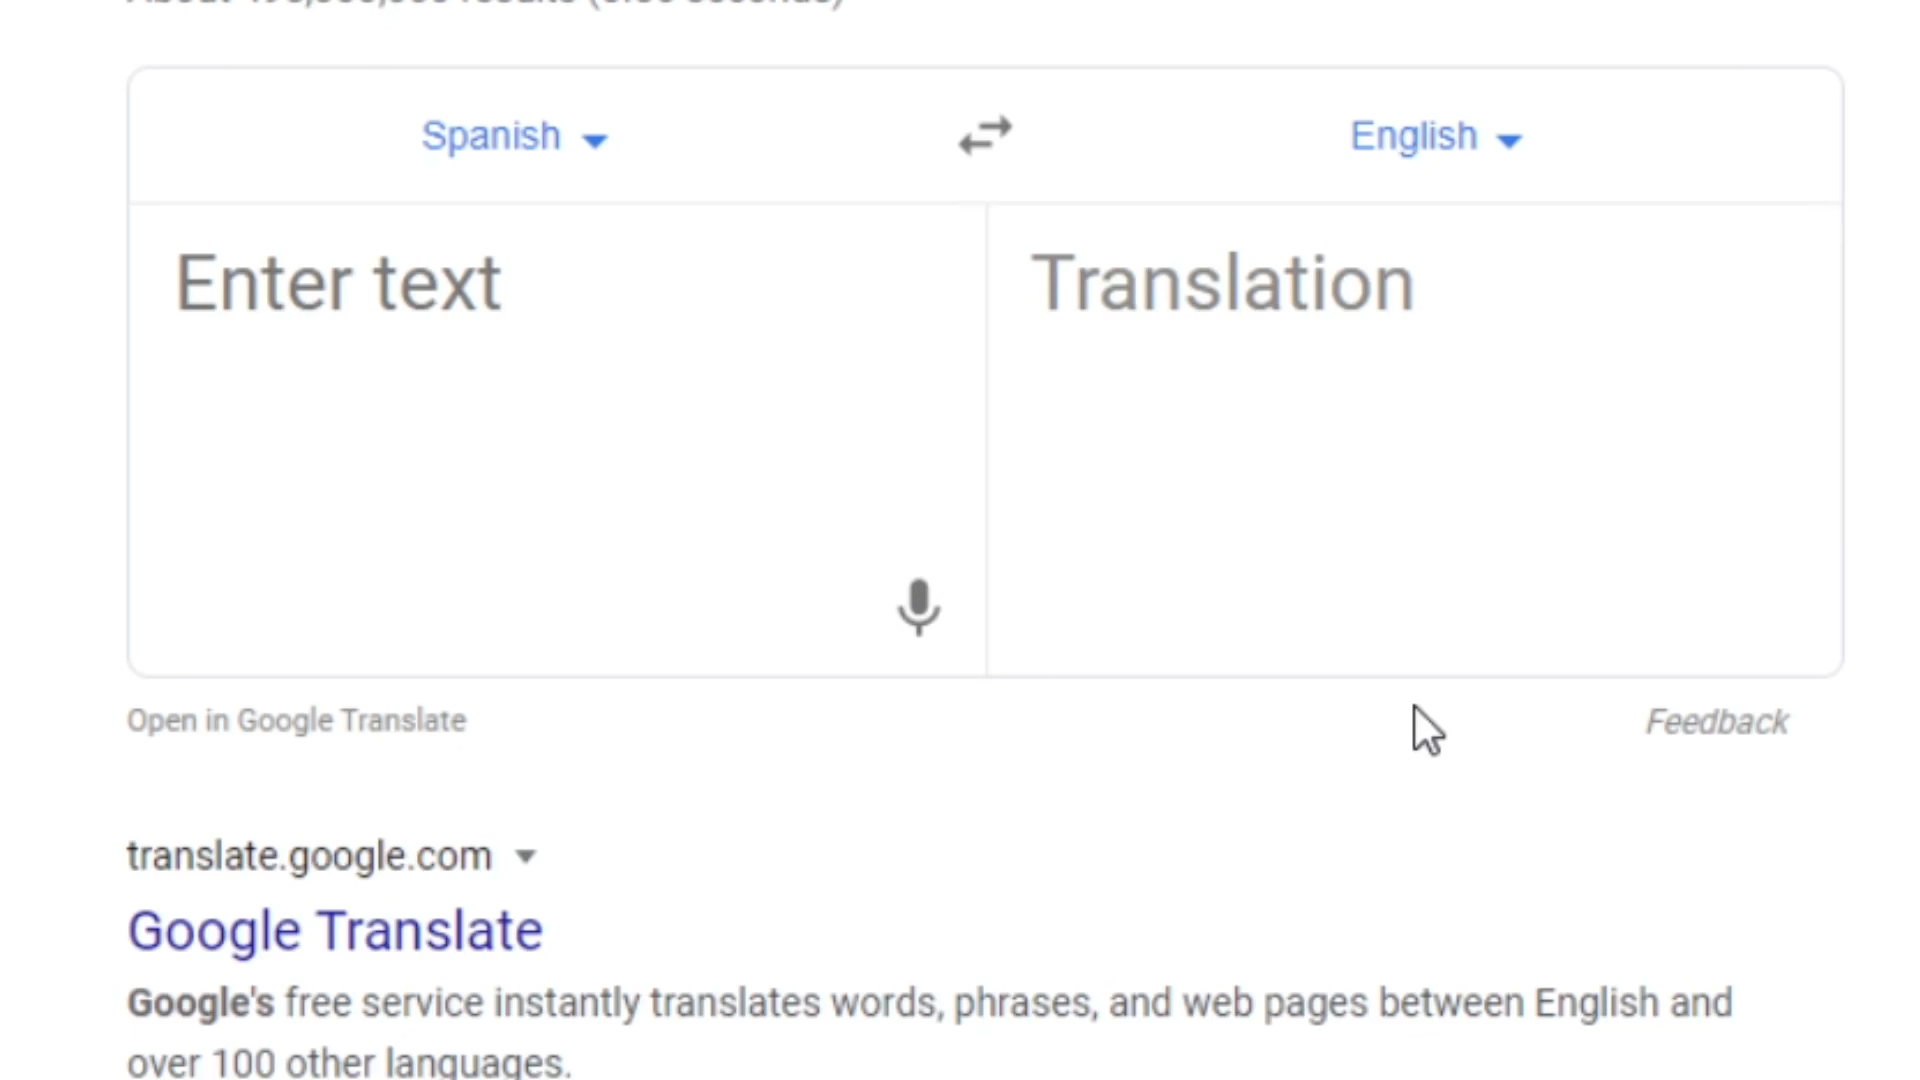 Spanish
English
Enter text
Translation
Open in Google Translate
Feedback
translate.google.com
Google Translate
Google's free service instantly translates words, phrases, and web pages between English and
over 100 other languages.